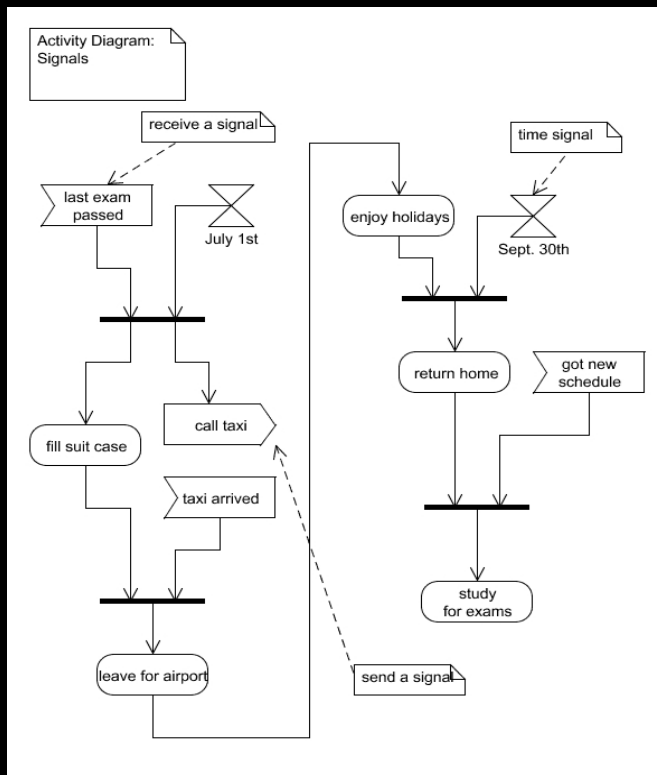 Activity Diagram:
Signals
receive a signal
time signal
last exam
passed
July 1st
enjoy holidays
Sept. 30th
return home
got new
schedule
fill suit case
call taxi
taxi arrived
study
for exams
leave for airport
send a signal